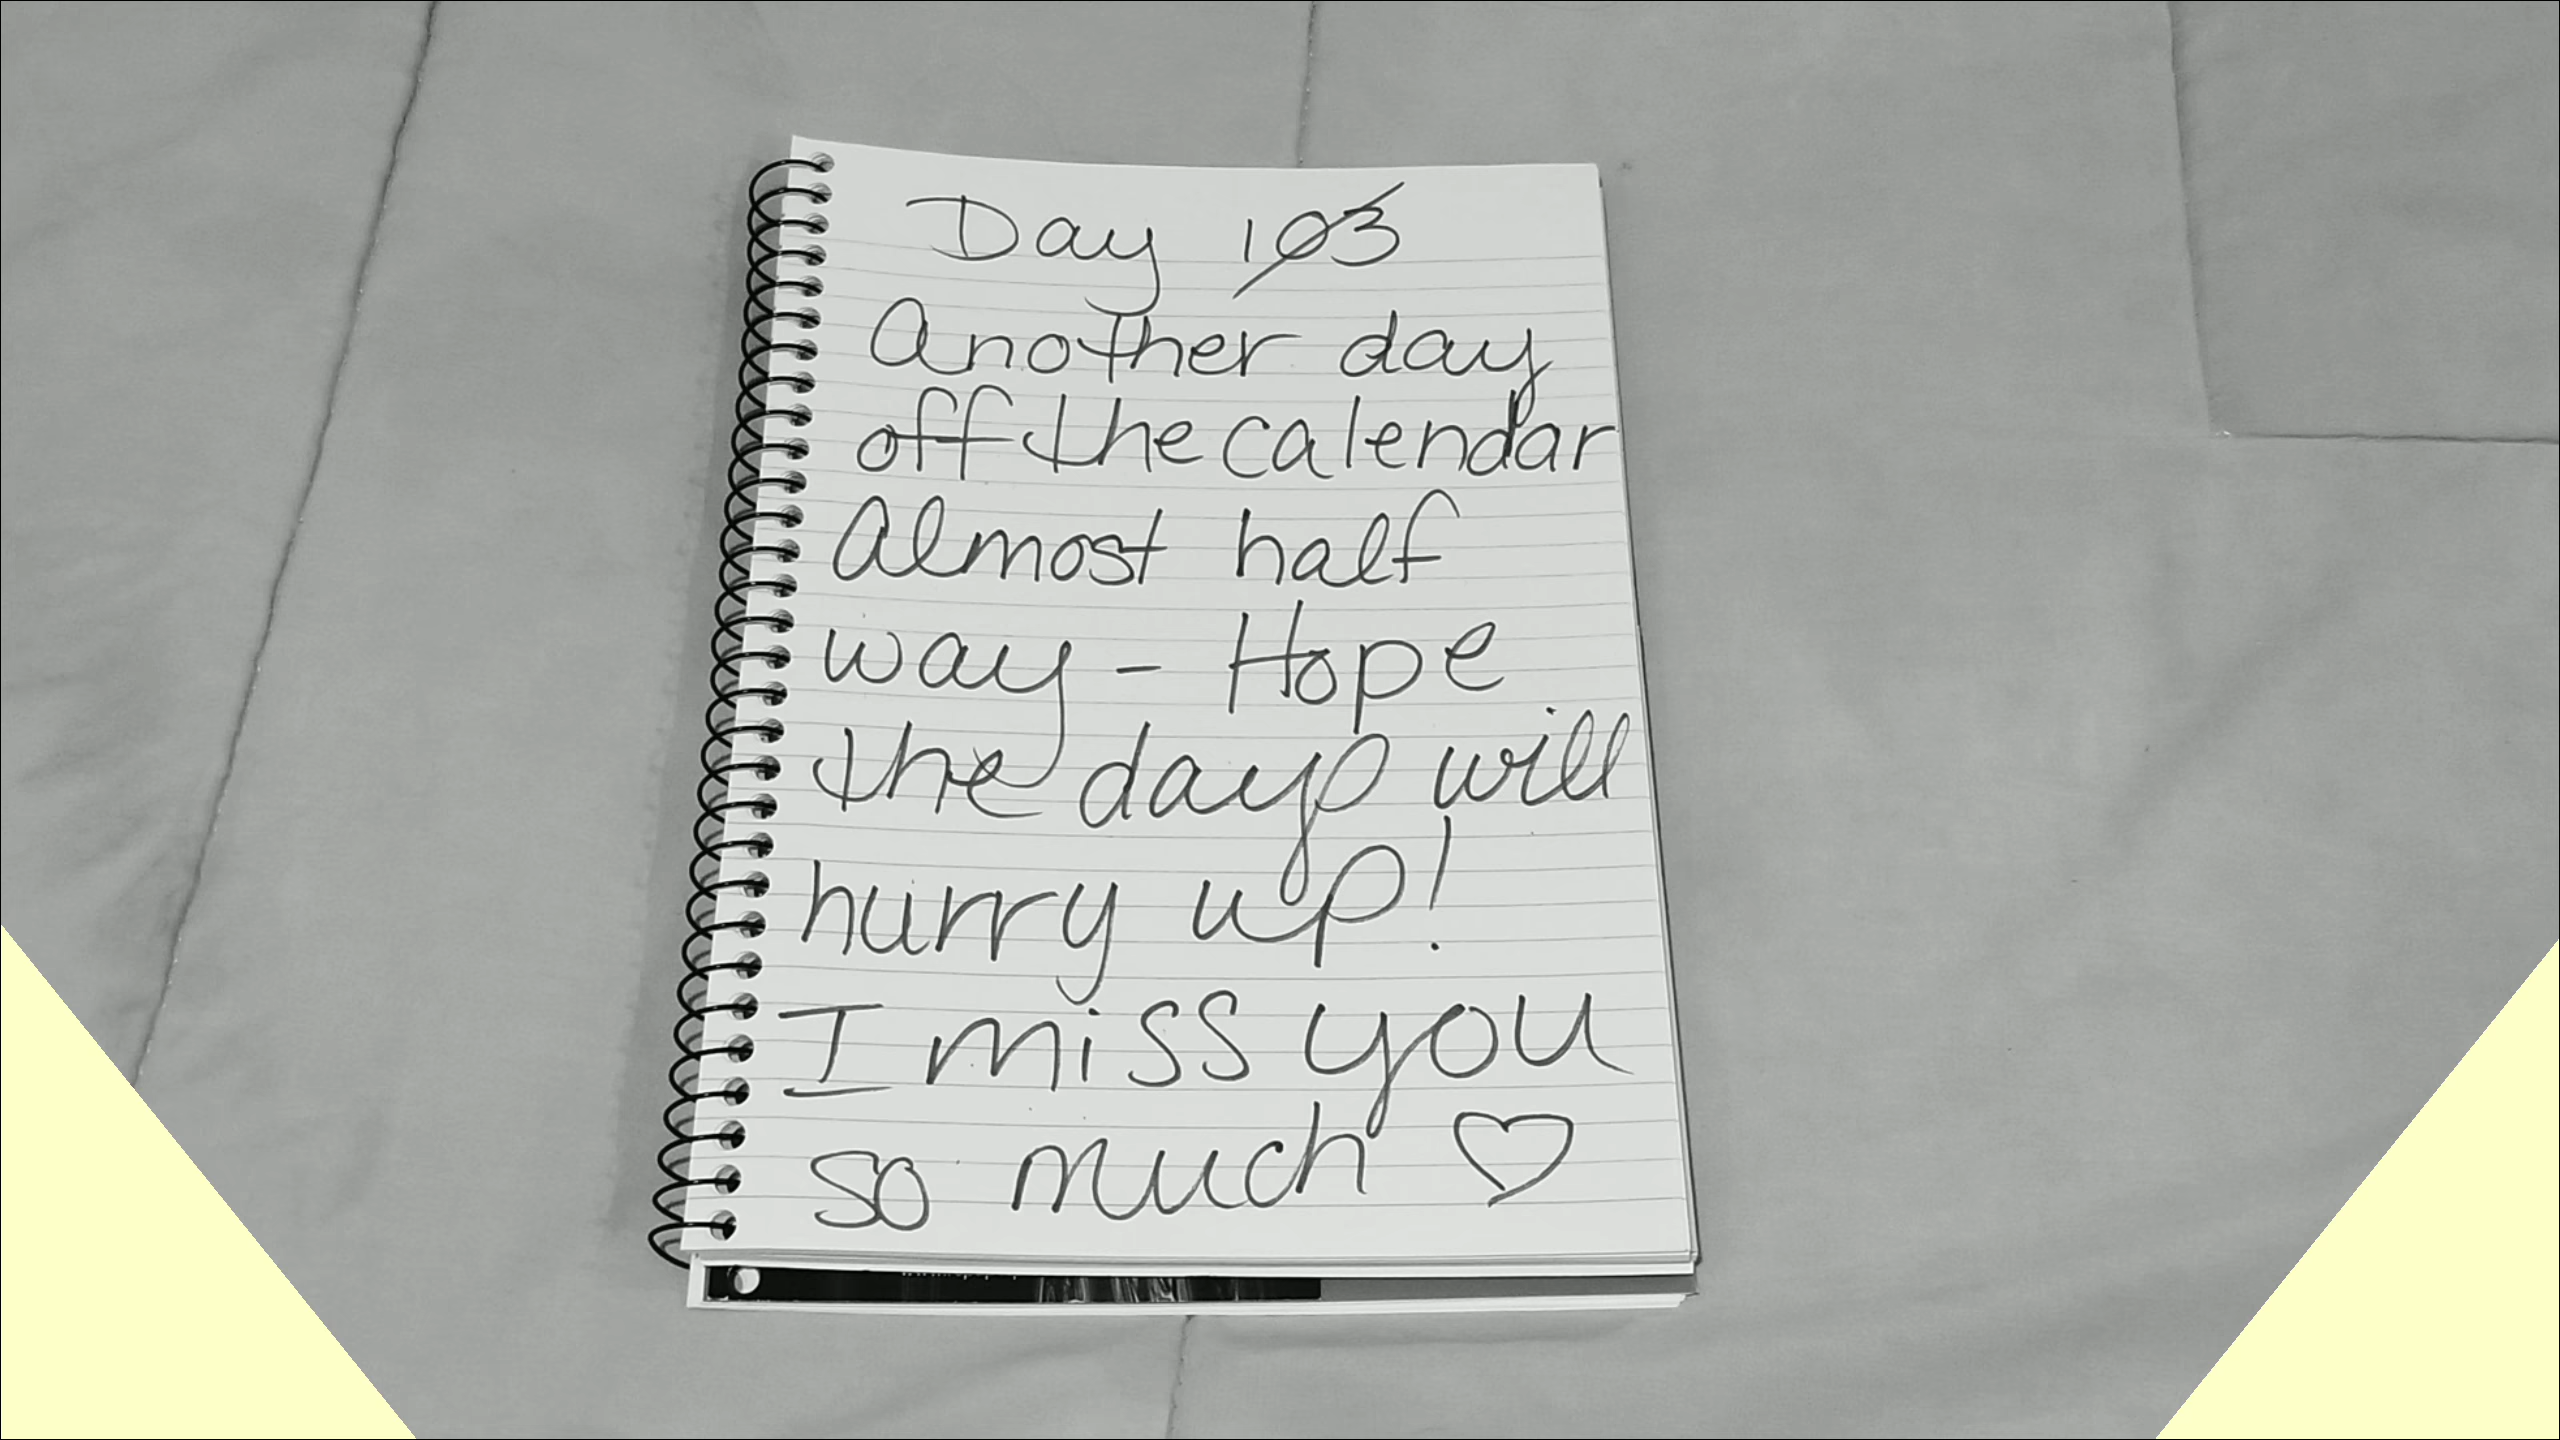 Day 103
Another day
off the calendar
Almost half
way - Hope
the days will
hurry up!
I miss you
so much ♡